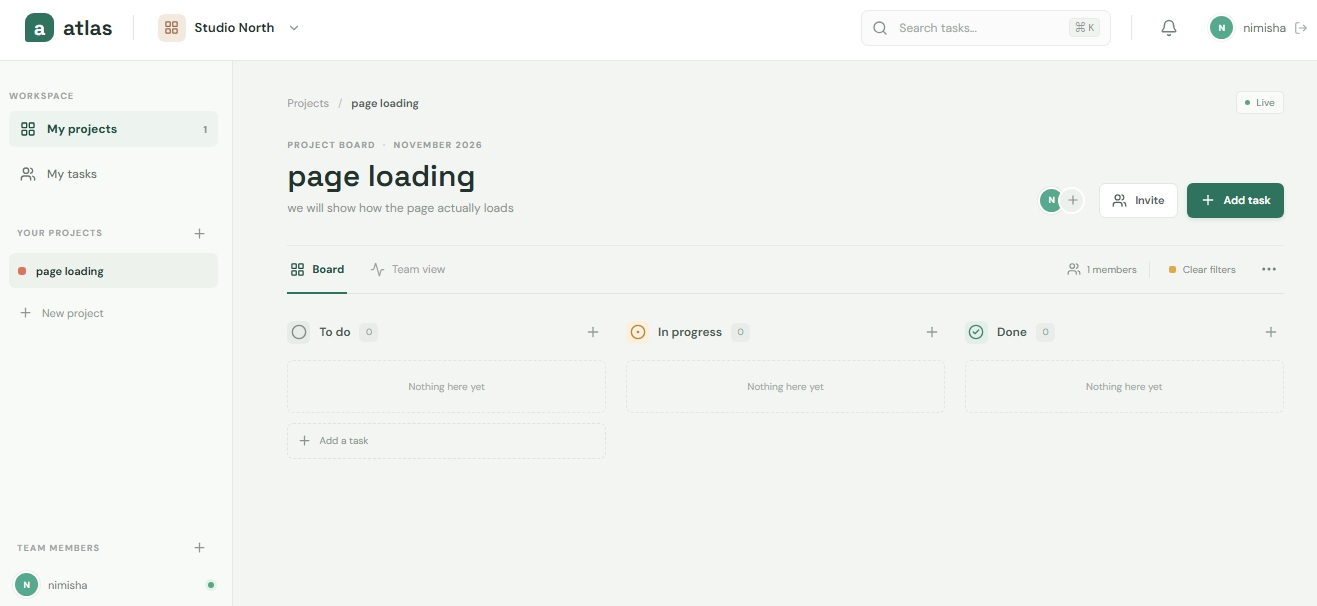 a atlas
Studio North
Search tasks...
⌘ K
N nimisha
WORKSPACE
My projects 1
My tasks
YOUR PROJECTS
page loading
New project
TEAM MEMBERS
N nimisha
Projects / page loading
Live
PROJECT BOARD · NOVEMBER 2026
page loading
we will show how the page actually loads
N
Invite
Add task
Board
Team view
1 members
Clear filters
To do 0
In progress 0
Done 0
Nothing here yet
Nothing here yet
Nothing here yet
Add a task